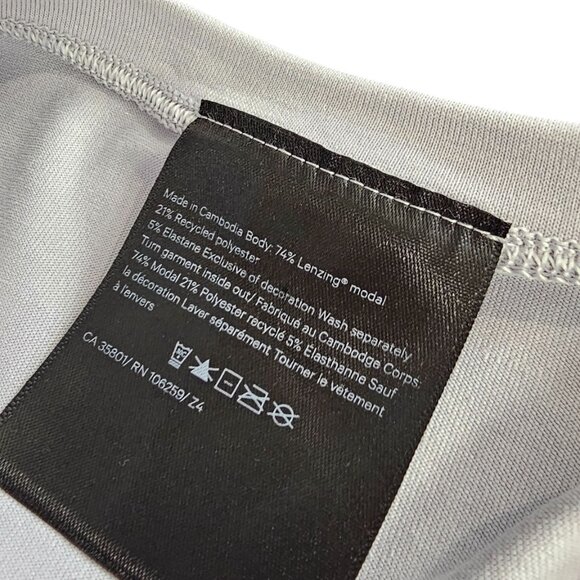 Made in Cambodia Body: 74% Lenzing® modal
21% Recycled polyester
5% Elastane Exclusive of decoration Wash separately
Turn garment inside out/ Fabriqué au Cambodge Corps:
74% Modal 21% Polyester recyclé 5% Elasthanne Sauf
la décoration Laver séparément Tourner le vêtement
à l'envers
CA 35801/ RN 106259/ Z4